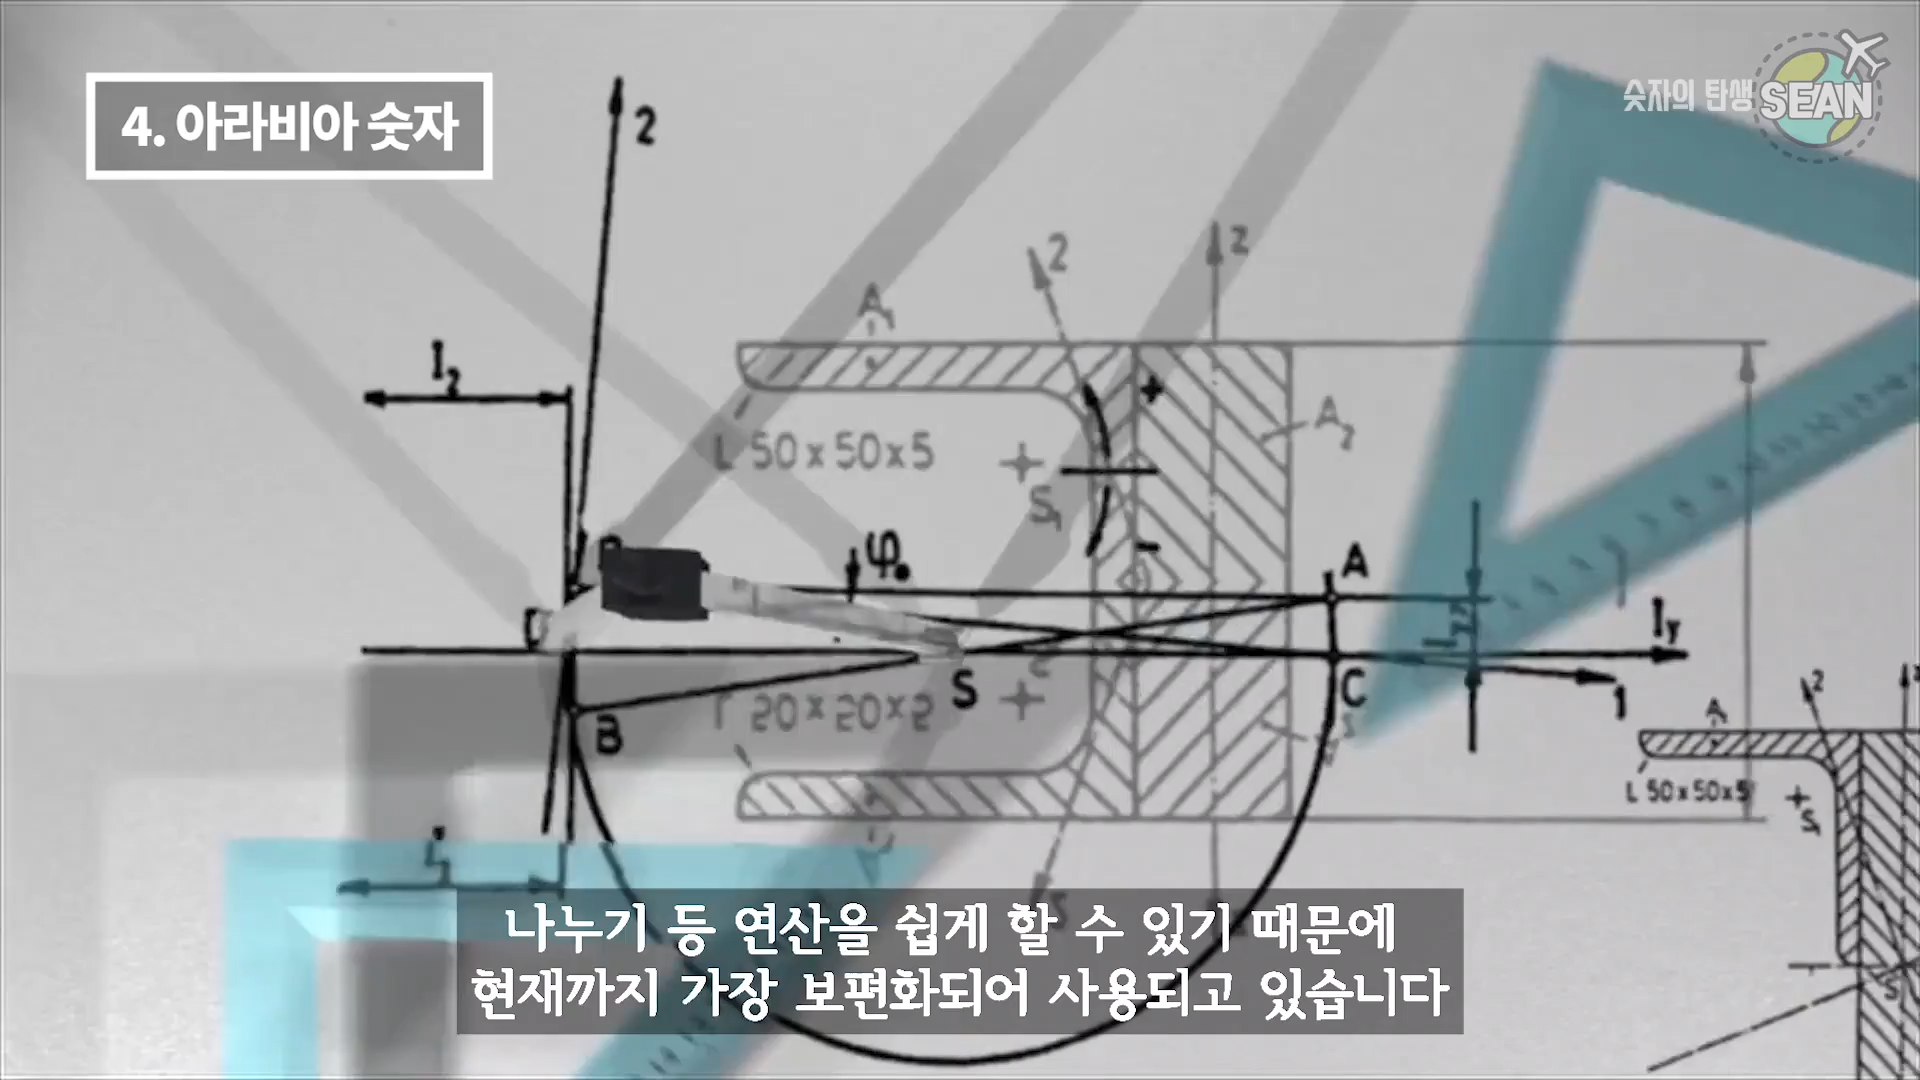 4. 아라비아 숫자
숫자의 탄생
SEAN
2
2
z
A₁
I₂
+
A₂
L 50x50x5
S₁
φ₀
-
A
I_y
S
C
1
B
L 20x20x2
2
A₁
L 50x50x5
S₁
나누기 등 연산을 쉽게 할 수 있기 때문에
현재까지 가장 보편화되어 사용되고 있습니다